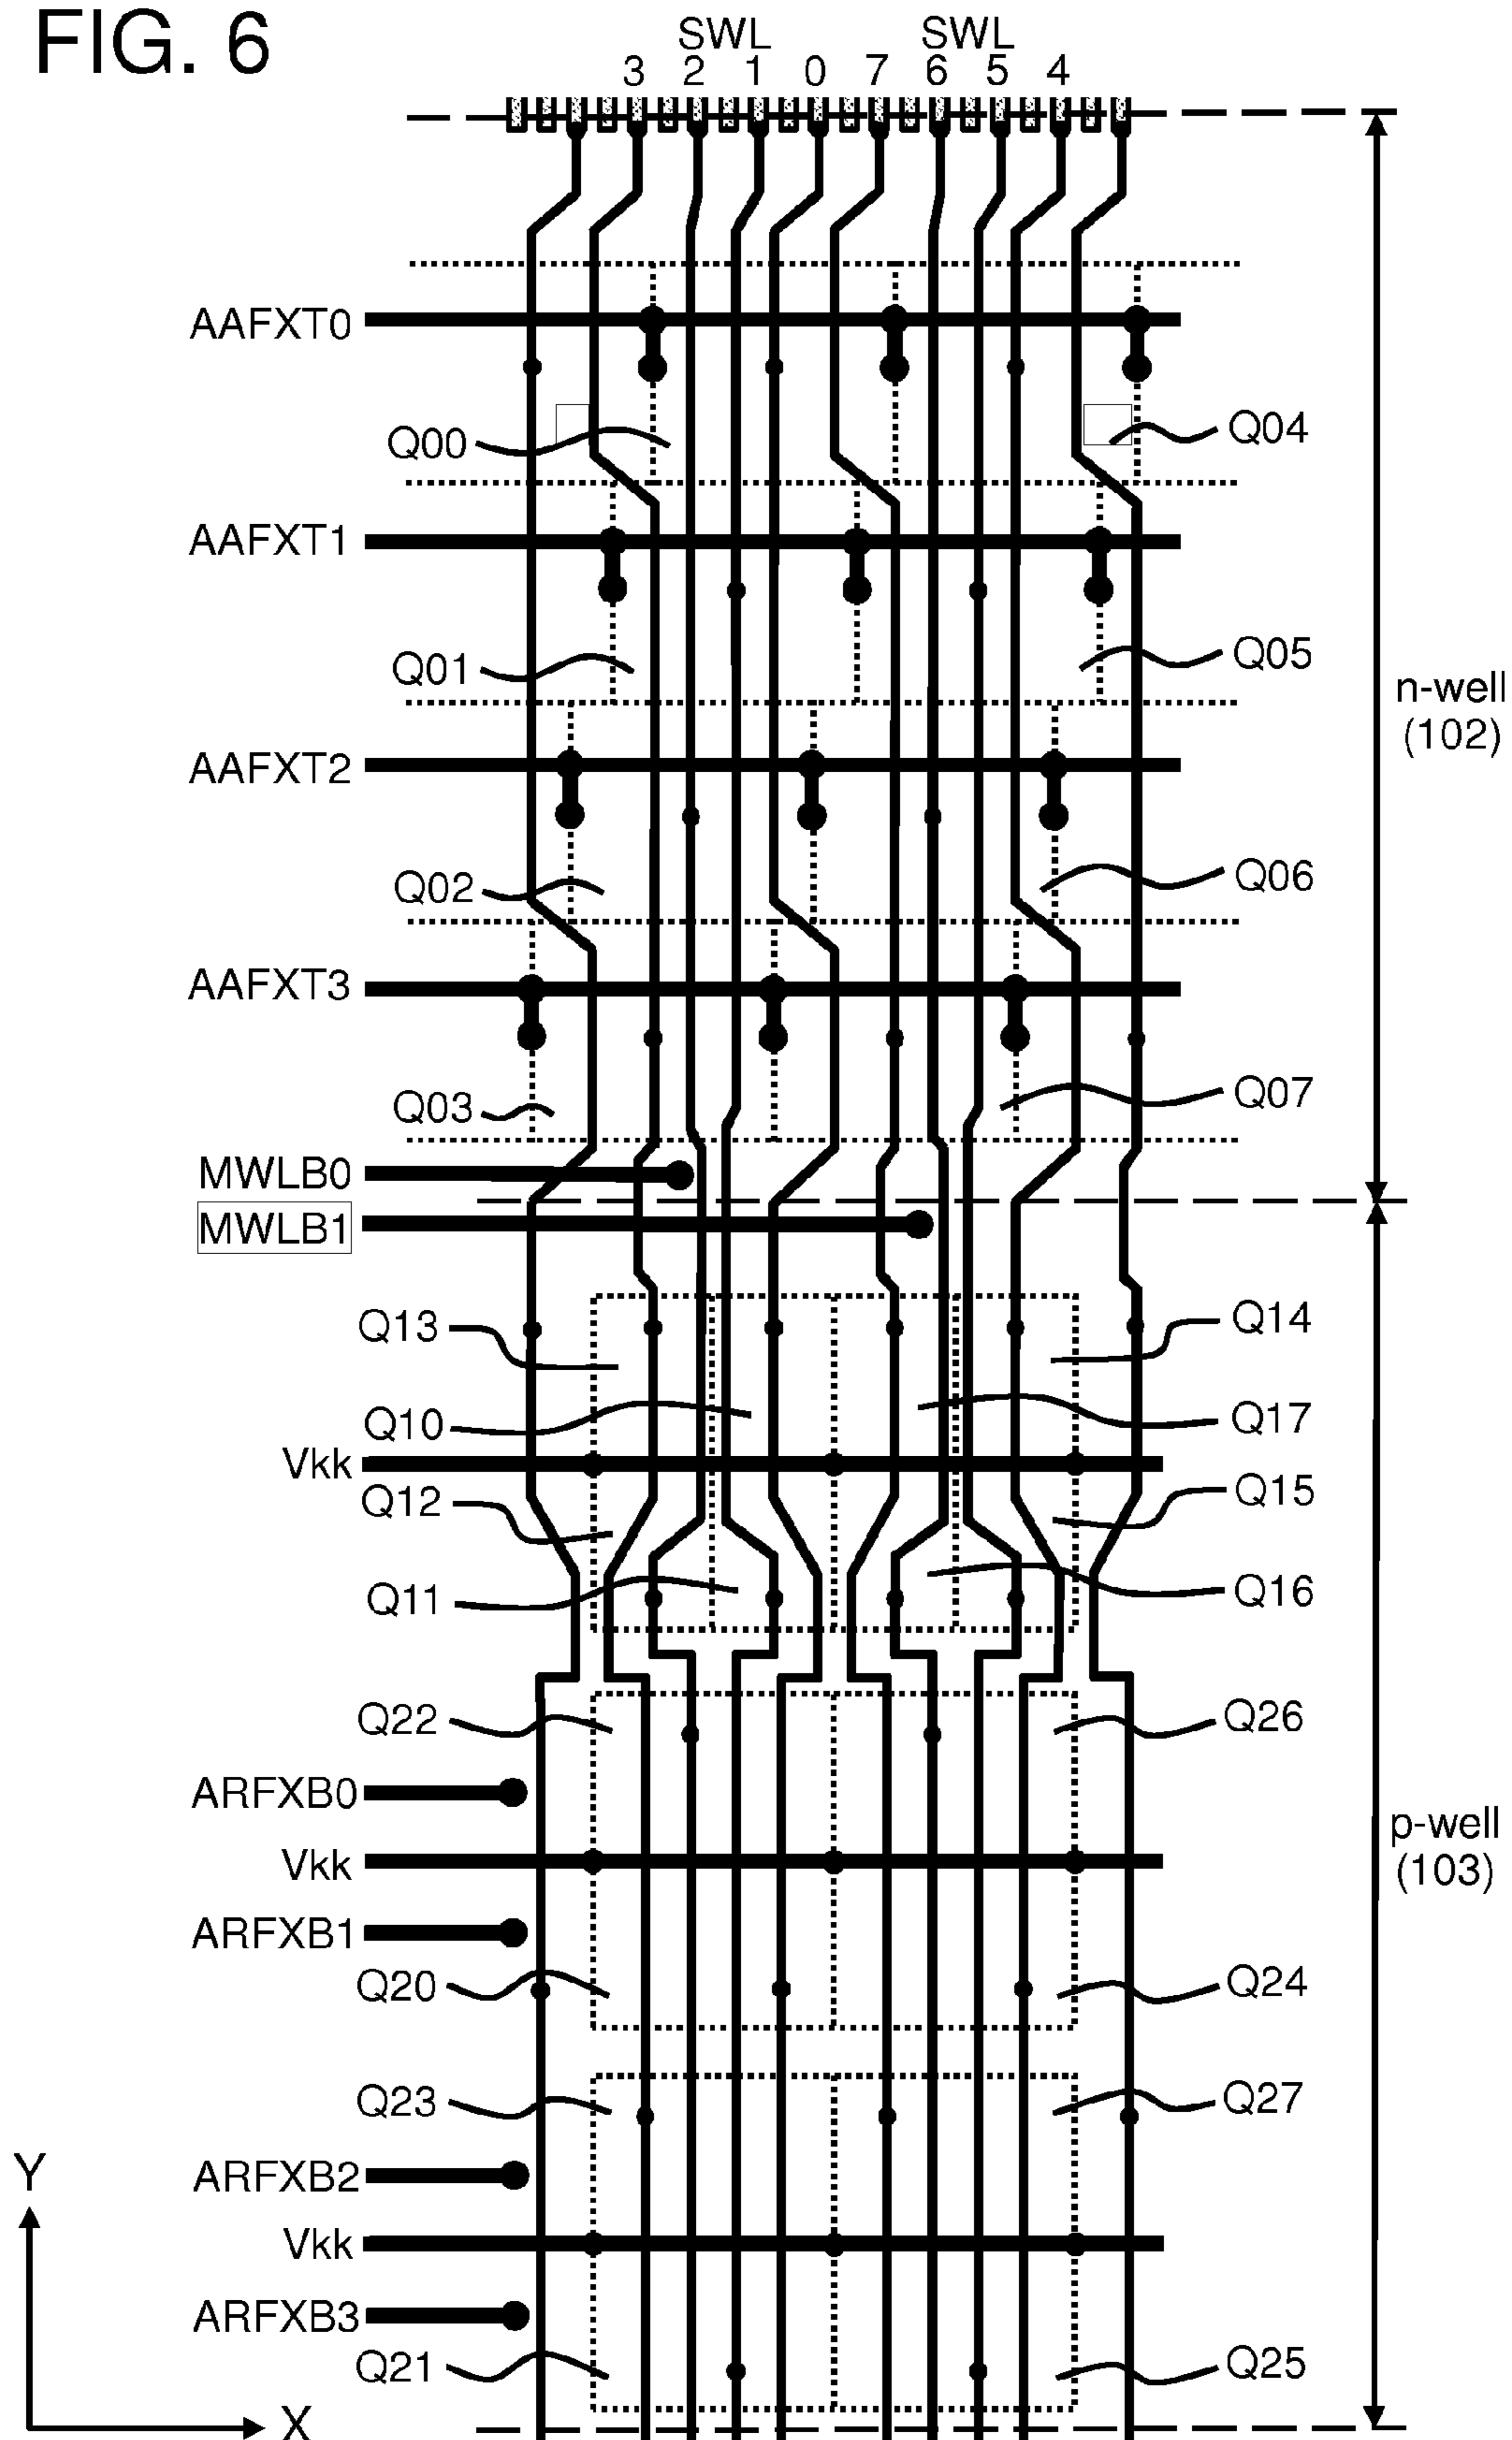 FIG. 6
SWL SWL
3 2 1 0 7 6 5 4
AAFXT0
Q00 Q04
AAFXT1
Q01 Q05
n-well
(102)
AAFXT2
Q02 Q06
AAFXT3
Q03 Q07
MWLB0
MWLB1
Q13 Q14
Q10 Q17
Vkk
Q12 Q15
Q11 Q16
Q22 Q26
ARFXB0
p-well
(103)
Vkk
ARFXB1
Q20 Q24
Q23 Q27
Y
ARFXB2
Vkk
ARFXB3
Q21 Q25
X